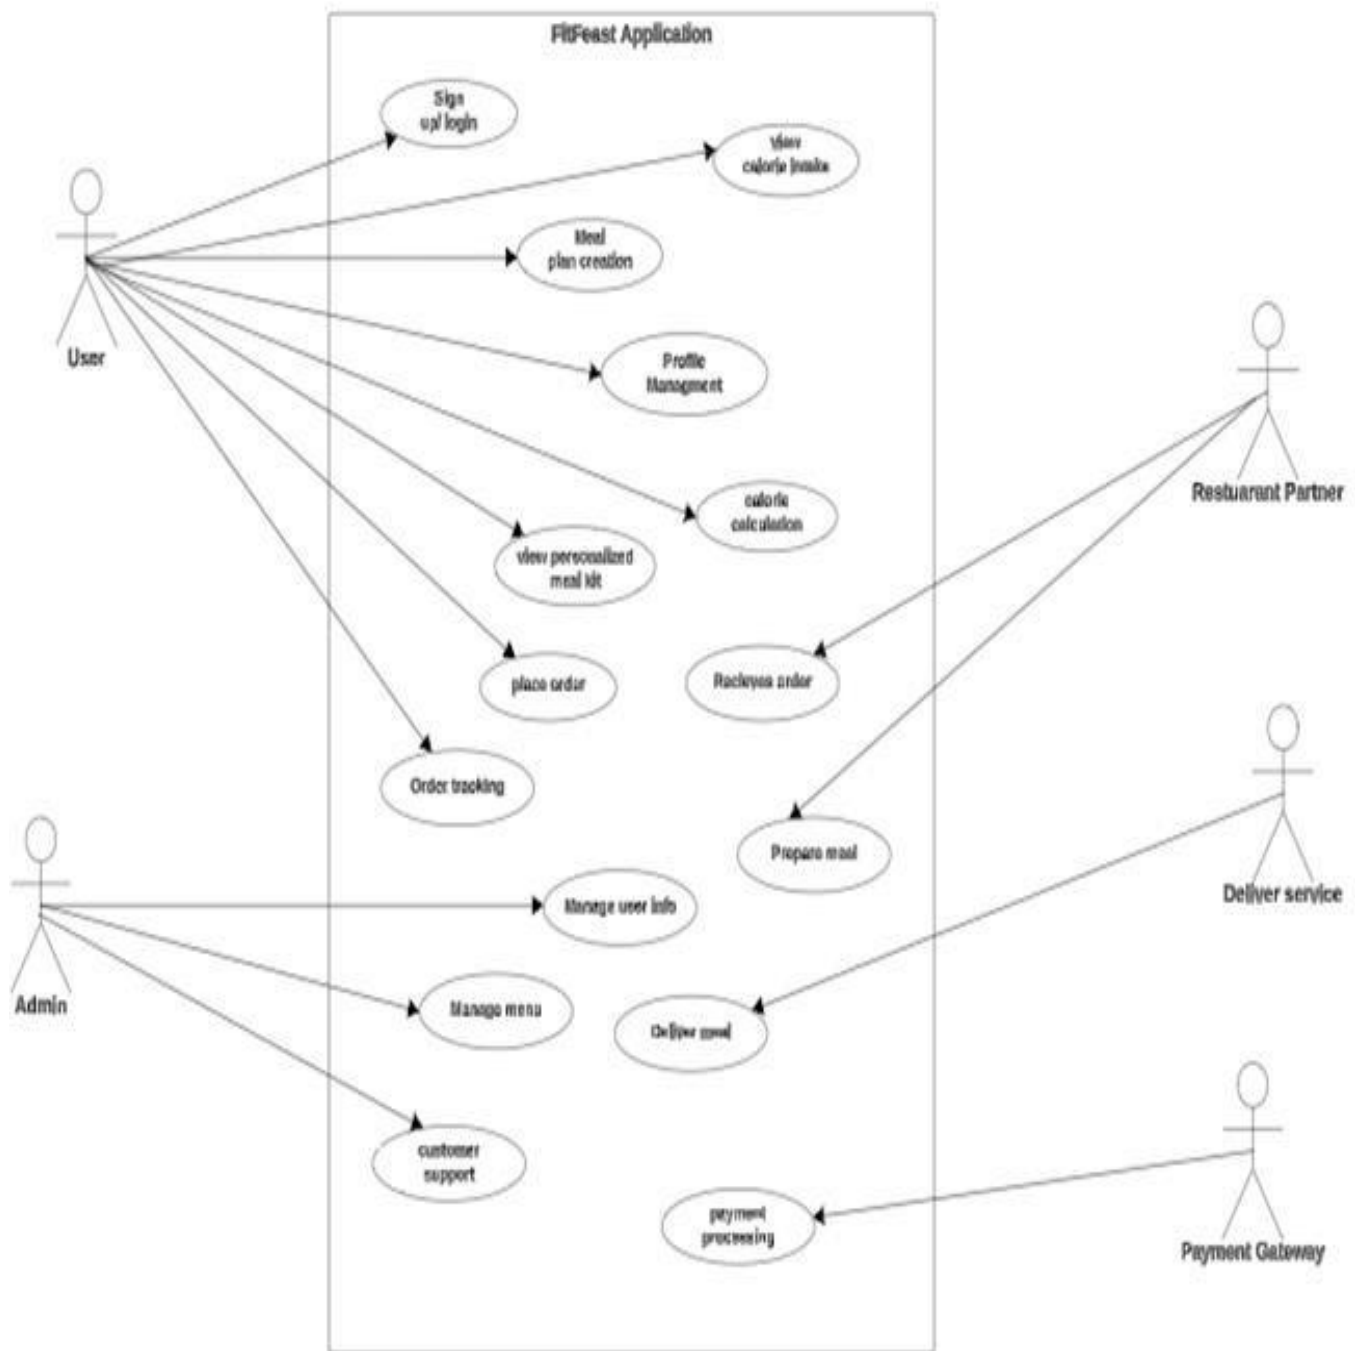 FitFeast Application
Sign
up/ login
View
calorie intake
Meal
plan creation
User
Profile
Managment
Restuarant Partner
calorie
calculation
view personalized
meal kit
place order
Recieves order
Order tracking
Prepare meal
Deliver service
Manage user info
Admin
Manage menu
Deliver meal
customer
support
payment
processing
Payment Gateway